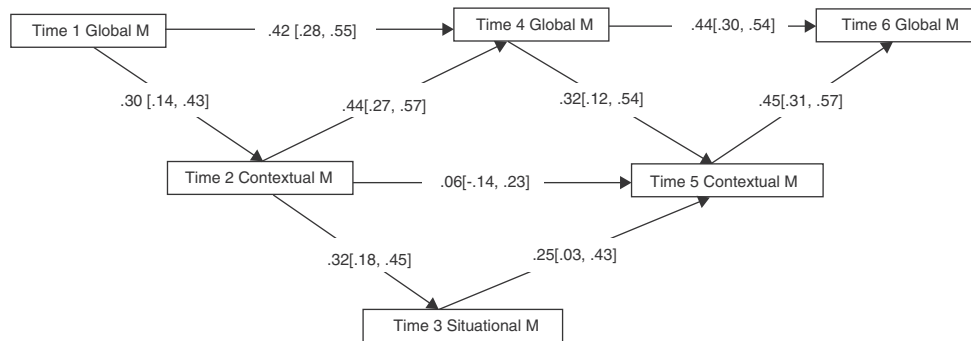 Time 1 Global M
.42 [.28, .55]
Time 4 Global M
.44[.30, .54]
Time 6 Global M
.30 [.14, .43]
.44[.27, .57]
.32[.12, .54]
.45[.31, .57]
Time 2 Contextual M
.06[-.14, .23]
Time 5 Contextual M
.32[.18, .45]
.25[.03, .43]
Time 3 Situational M